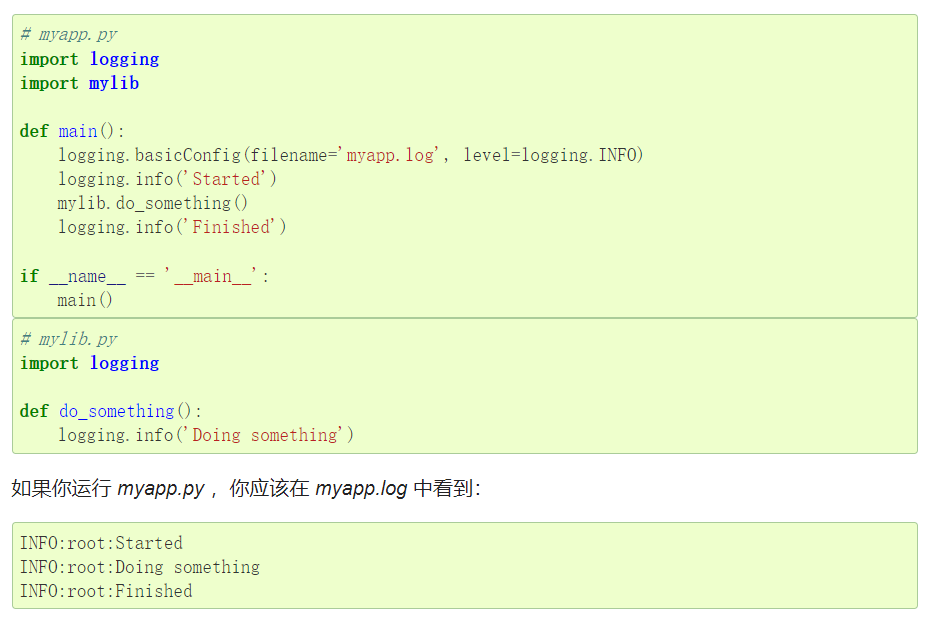 # myapp.py
import logging
import mylib

def main():
    logging.basicConfig(filename='myapp.log', level=logging.INFO)
    logging.info('Started')
    mylib.do_something()
    logging.info('Finished')

if __name__ == '__main__':
    main()
# mylib.py
import logging

def do_something():
    logging.info('Doing something')
如果你运行 myapp.py ，你应该在 myapp.log 中看到：
INFO:root:Started
INFO:root:Doing something
INFO:root:Finished